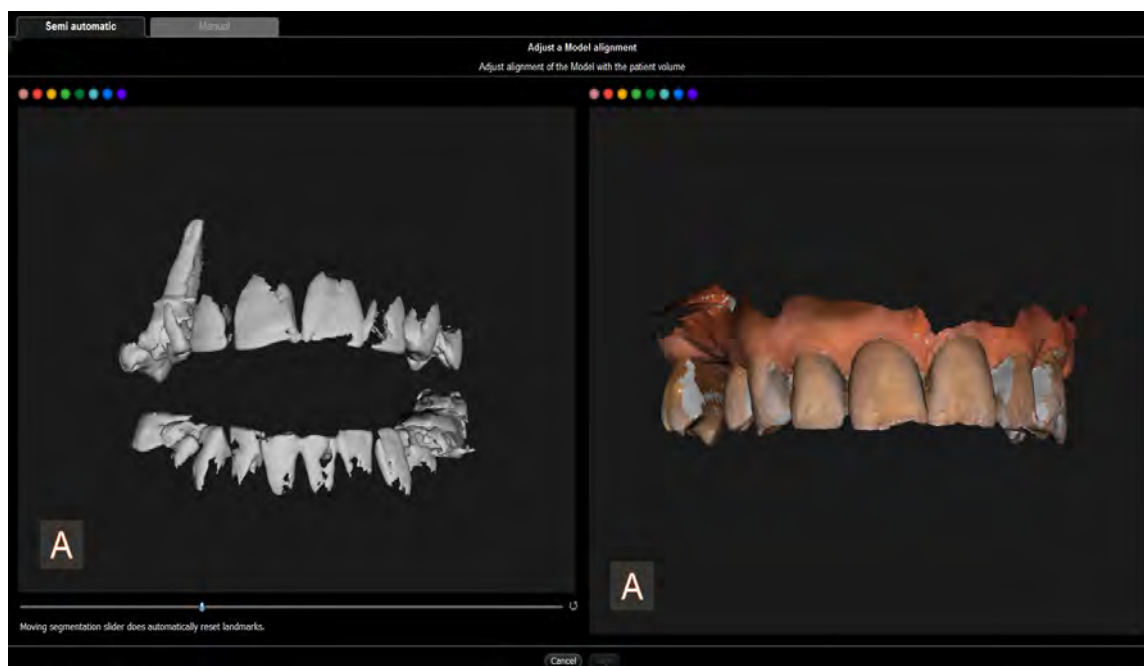 Semi automatic
Manual
Adjust a Model alignment
Adjust alignment of the Model with the patient volume
A
A
Moving segmentation slider does automatically reset landmarks.
Cancel